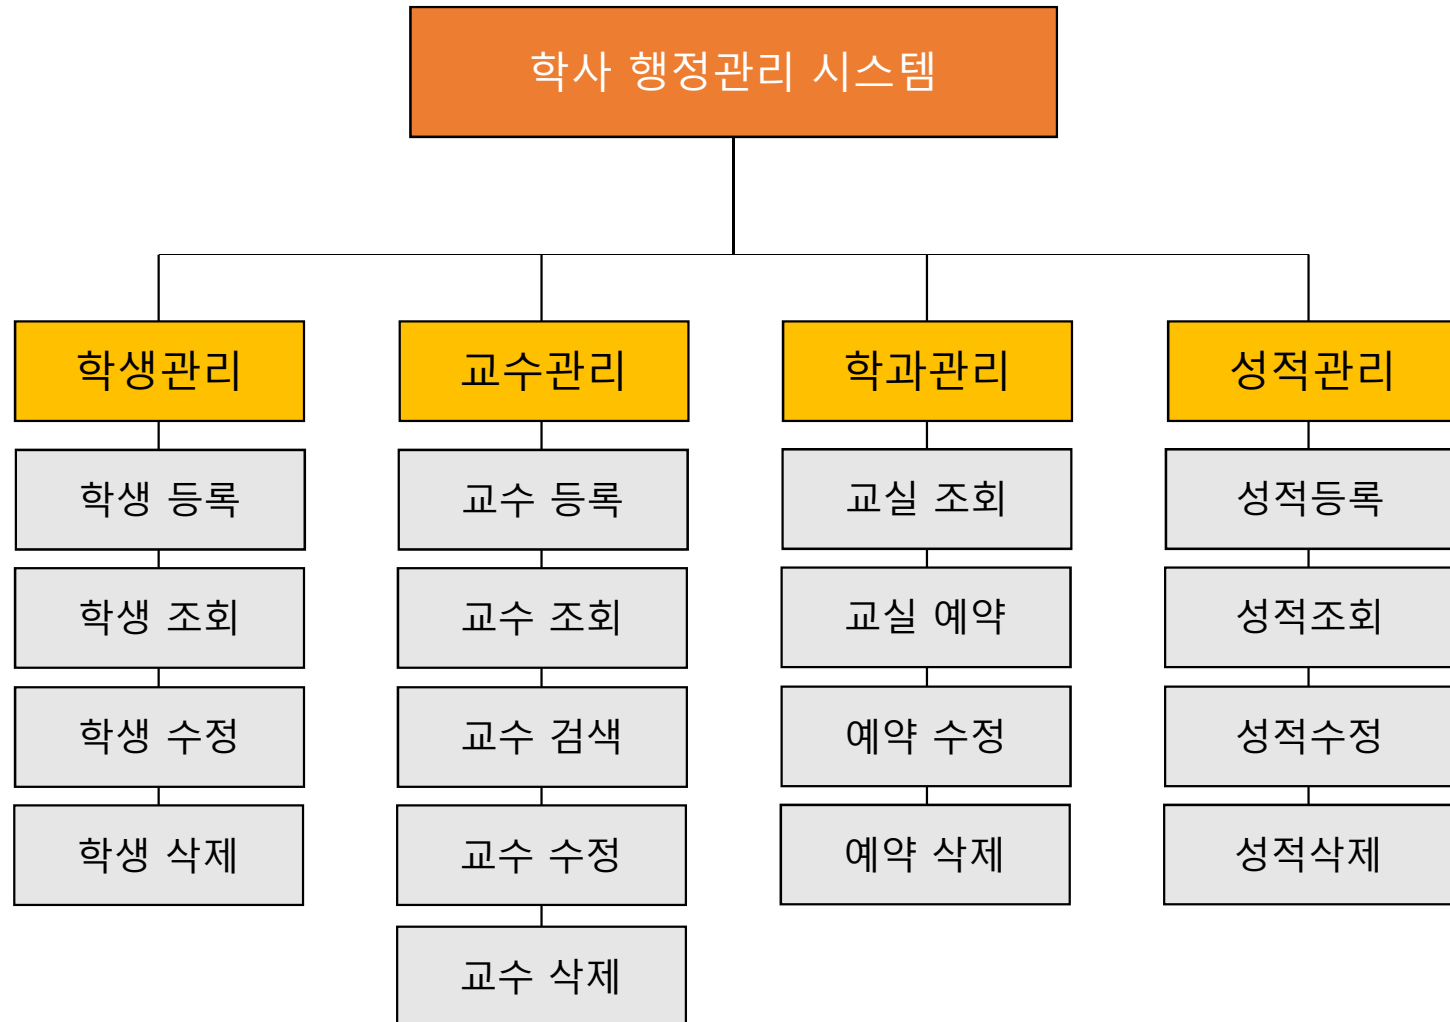 학사 행정관리 시스템
학생관리
학생 등록
학생 조회
학생 수정
학생 삭제
교수관리
교수 등록
교수 조회
교수 검색
교수 수정
교수 삭제
학과관리
교실 조회
교실 예약
예약 수정
예약 삭제
성적관리
성적등록
성적조회
성적수정
성적삭제